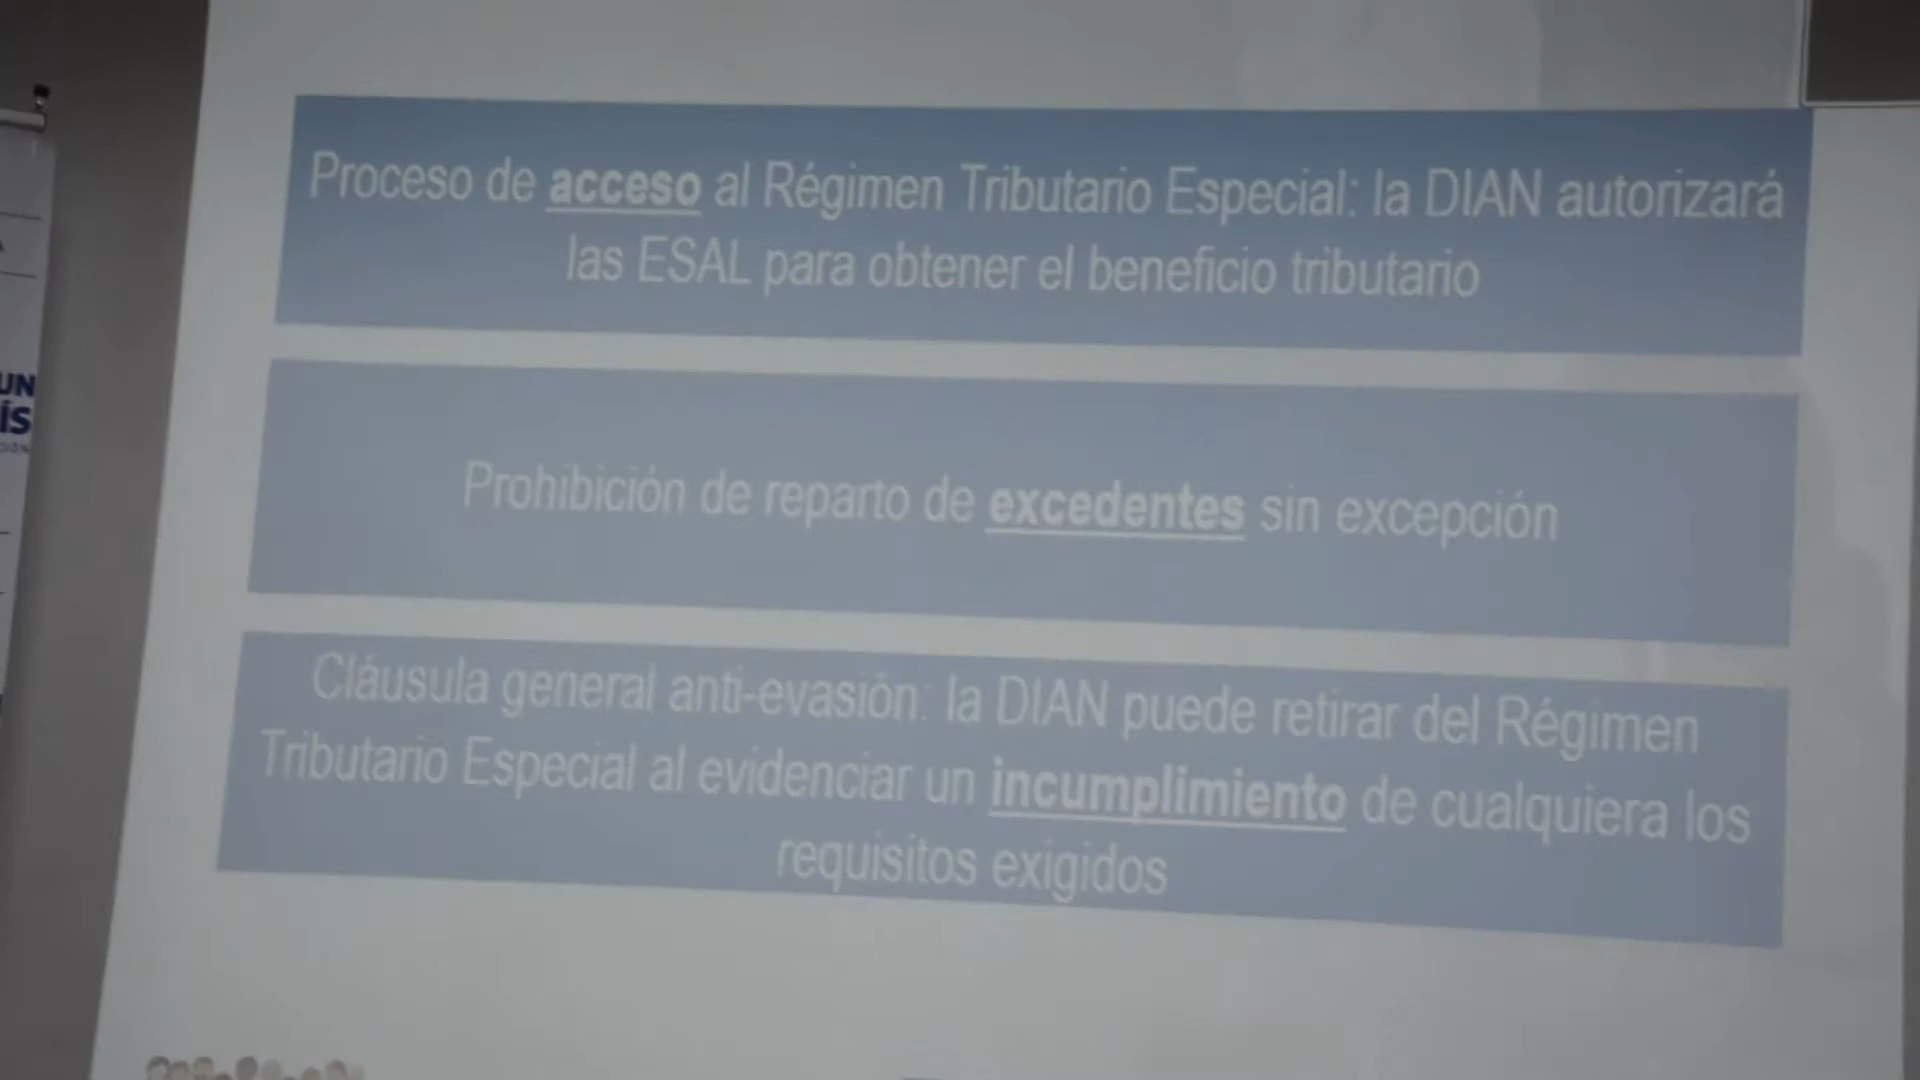 Proceso de acceso al Régimen Tributario Especial: la DIAN autorizará
las ESAL para obtener el beneficio tributario
Prohibición de reparto de excedentes sin excepción
Cláusula general anti-evasión: la DIAN puede retirar del Régimen
Tributario Especial al evidenciar un incumplimiento de cualquiera los
requisitos exigidos
UN
ÍS